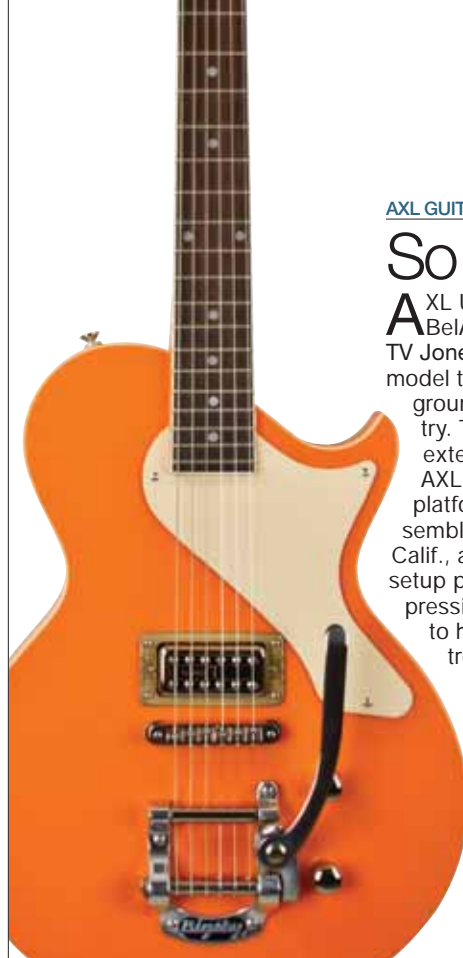 AXL GUIT
So
AXL U
BelA
TV Jone
model t
groun
try. T
exte
AXL
platfo
sembl
Calif., a
setup p
pressi
to h
tr
Bigsby